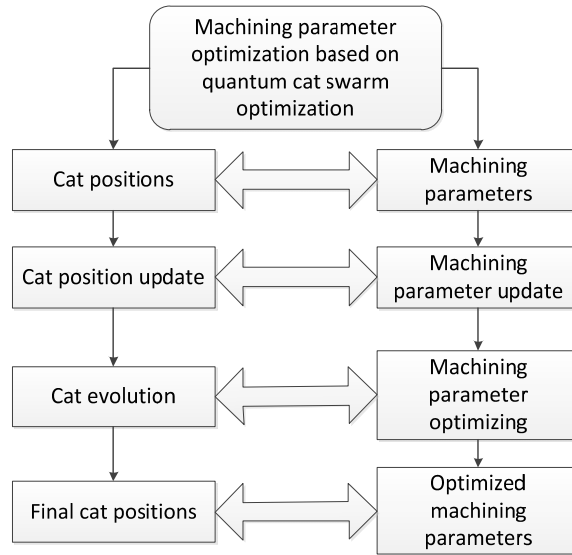 Machining parameter
optimization based on
quantum cat swarm
optimization
Cat positions
Machining
parameters
Cat position update
Machining
parameter update
Cat evolution
Machining
parameter
optimizing
Final cat positions
Optimized
machining
parameters